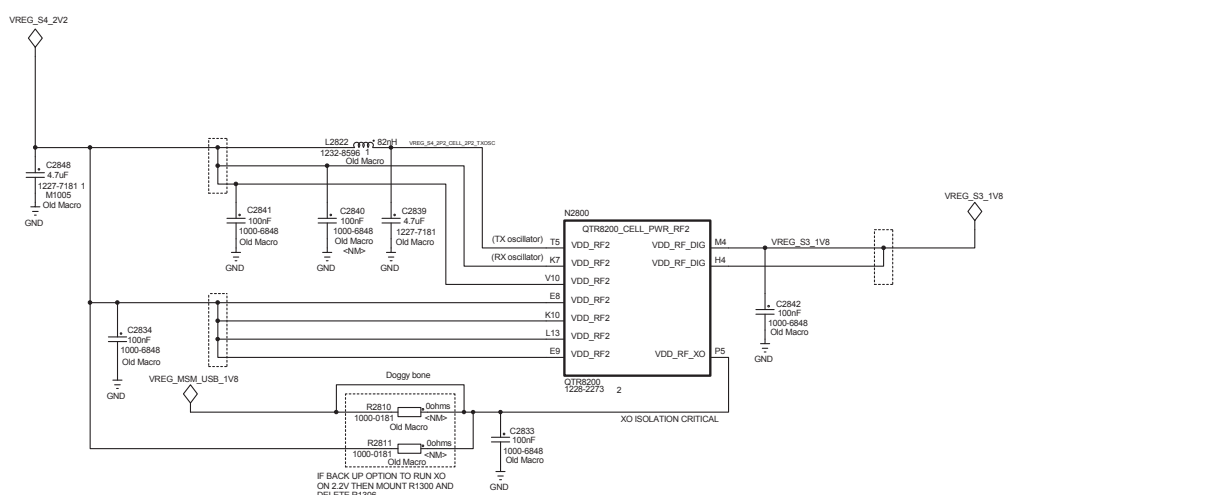 VREG_S4_2V2
C2848
4.7uF
1227-7181 1
M1005
Old Macro
GND
L2822
82nH
1232-8596 1
Old Macro
VREG_S4_2P2_CELL_2P2_TXOSC
C2841
100nF
1000-6848
Old Macro
GND
C2840
100nF
1000-6848
Old Macro
<NM>
GND
C2839
4.7uF
1227-7181
Old Macro
GND
N2800
QTR8200_CELL_PWR_RF2
(TX oscillator) T5 VDD_RF2
(RX oscillator) K7 VDD_RF2
V10 VDD_RF2
E8 VDD_RF2
K10 VDD_RF2
L13 VDD_RF2
E9 VDD_RF2
VDD_RF_DIG M4
VDD_RF_DIG H4
VDD_RF_XO P5
QTR8200
1228-2273 2
VREG_S3_1V8
VREG_S3_1V8
C2842
100nF
1000-6848
Old Macro
GND
C2834
100nF
1000-6848
Old Macro
GND
VREG_MSM_USB_1V8
Doggy bone
R2810 0ohms
1000-0181 <NM>
Old Macro
R2811 0ohms
1000-0181 <NM>
Old Macro
C2833
100nF
1000-6848
Old Macro
GND
XO ISOLATION CRITICAL
IF BACK UP OPTION TO RUN XO
ON 2.2V THEN MOUNT R1300 AND
DELETE R1306